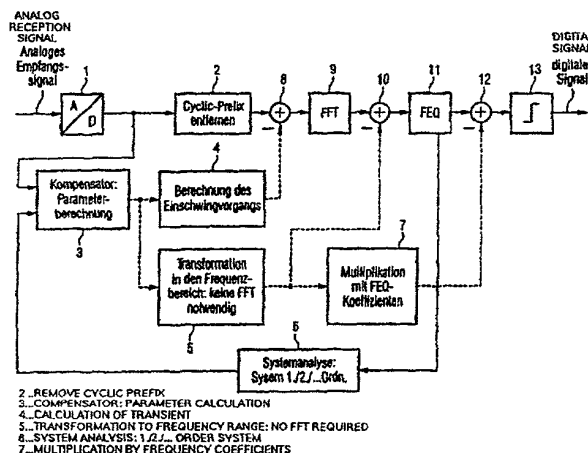 ANALOG
RECEPTION
SIGNAL
Analoges
Empfangs-
signal
1
A
D
2
Cyclic-Prefix
entfernen
8
9
FFT
10
11
FEQ
12
13
DIGITAL
SIGNAL
digitales
Signal
Kompensator:
Parameter-
berechnung
3
4
Berechnung des
Einschwingvorgangs
Transformation
in den Frequenz-
bereich: keine FFT
notwendig
5
7
Multiplikation
mit FEQ-
Koeffizienten
6
Systemanalyse:
Sysem 1./2./... Ordn.
2...REMOVE CYCLIC PREFIX
3...COMPENSATOR: PARAMETER CALCULATION
4...CALCULATION OF TRANSIENT
5...TRANSFORMATION TO FREQUENCY RANGE: NO FFT REQUIRED
6...SYSTEM ANALYSIS: 1./2./... ORDER SYSTEM
7...MULTIPLICATION BY FREQUENCY COEFFICIENTS